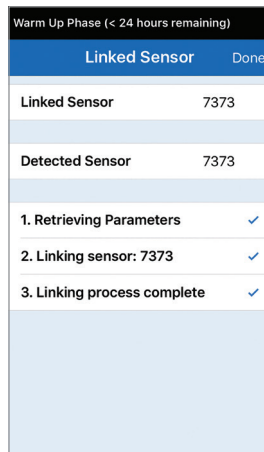 Warm Up Phase (< 24 hours remaining)
Linked Sensor Done
Linked Sensor 7373
Detected Sensor 7373
1. Retrieving Parameters
2. Linking sensor: 7373
3. Linking process complete